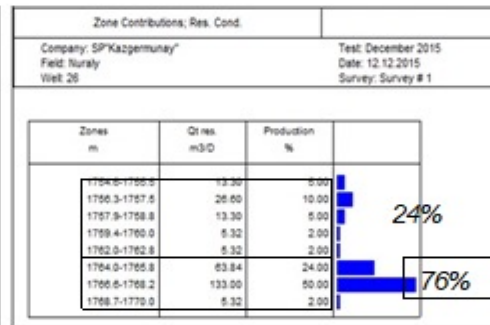 Zone Contributions; Res. Cond.
Company: SP"Kazgermunay"
Field: Nuraly
Well: 26
Test: December 2015
Date: 12.12.2015
Survey: Survey # 1
Zones Qt res. Production
m m3/D %
1754.6-1755.5 13.30 5.00
1756.3-1757.5 26.60 10.00
1757.9-1758.8 13.30 5.00
24%
1759.4-1760.0 5.32 2.00
1762.0-1762.8 5.32 2.00
1764.0-1765.8 63.84 24.00
1766.6-1768.2 133.00 50.00
76%
1768.7-1770.0 5.32 2.00